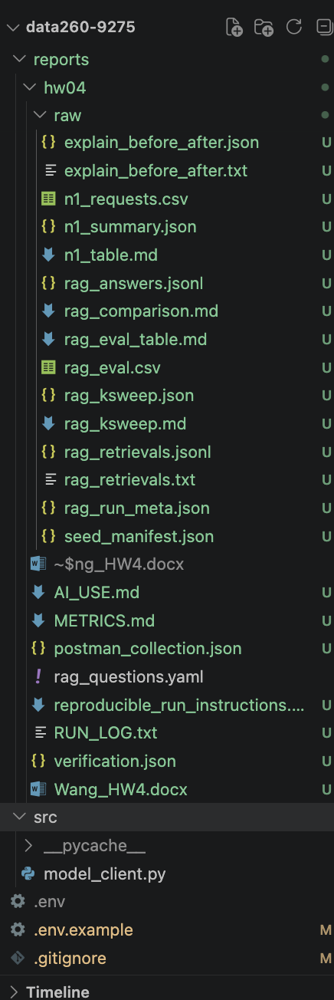 data260-9275
reports
hw04
raw
{} explain_before_after.json U
explain_before_after.txt U
n1_requests.csv U
{} n1_summary.json U
n1_table.md U
{} rag_answers.jsonl U
rag_comparison.md U
rag_eval_table.md U
rag_eval.csv U
{} rag_ksweep.json U
rag_ksweep.md U
{} rag_retrievals.jsonl U
rag_retrievals.txt U
{} rag_run_meta.json U
{} seed_manifest.json U
~$ng_HW4.docx
AI_USE.md U
METRICS.md U
{} postman_collection.json U
! rag_questions.yaml
reproducible_run_instructions.... U
RUN_LOG.txt U
{} verification.json U
Wang_HW4.docx U
src
__pycache__
model_client.py
.env
.env.example M
.gitignore M
Timeline